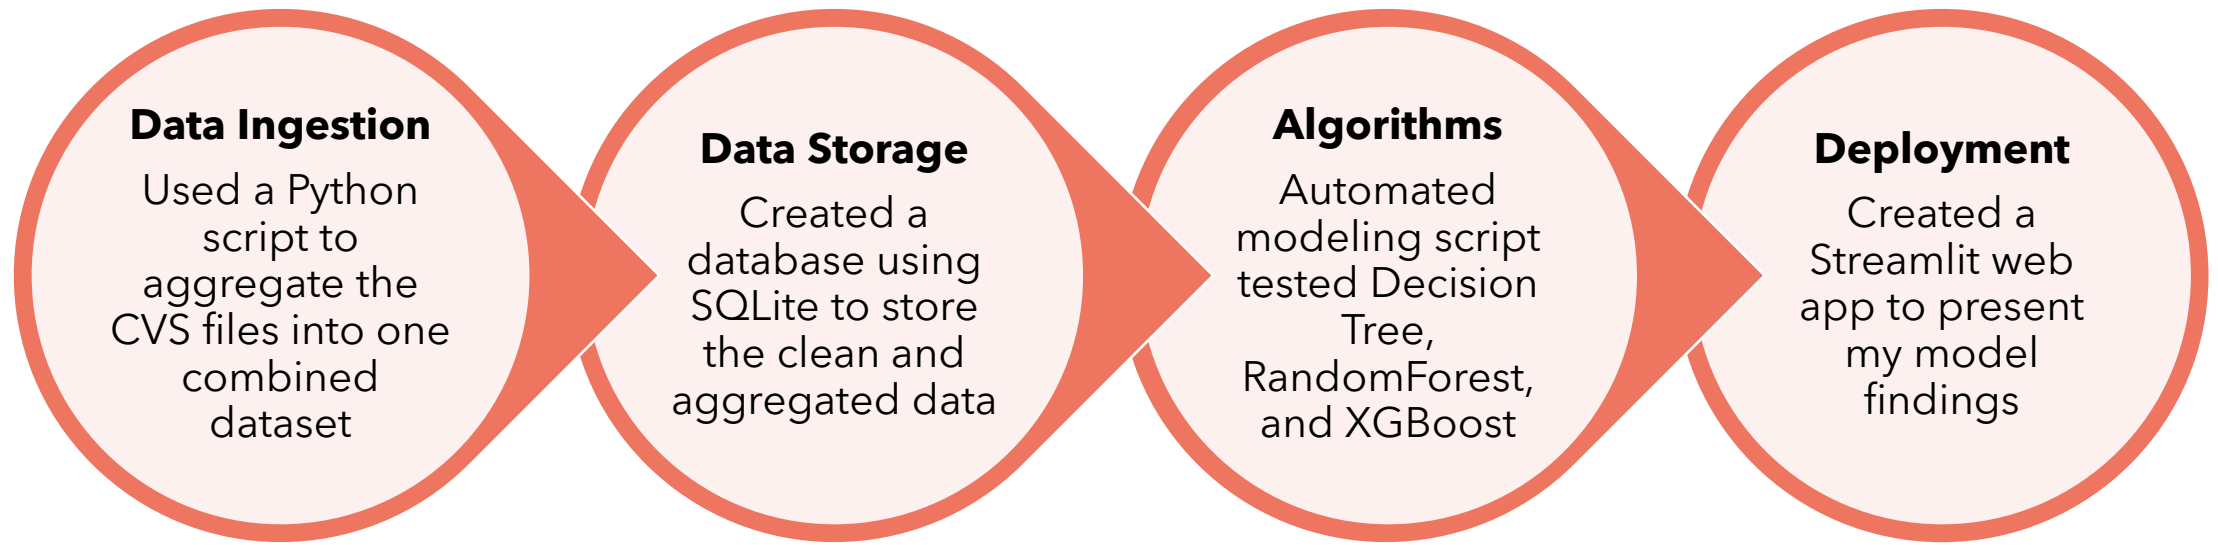 Data Ingestion
Used a Python
script to
aggregate the
CVS files into one
combined
dataset
Data Storage
Created a
database using
SQLite to store
the clean and
aggregated data
Algorithms
Automated
modeling script
tested Decision
Tree,
RandomForest,
and XGBoost
Deployment
Created a
Streamlit web
app to present
my model
findings